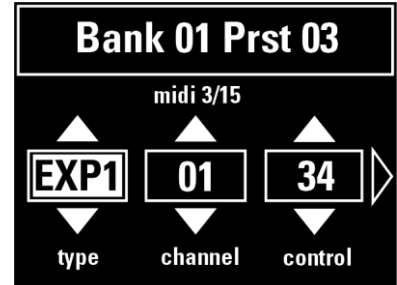 Bank 01 Prst 03
midi 3/15
EXP1 01 34
type channel control